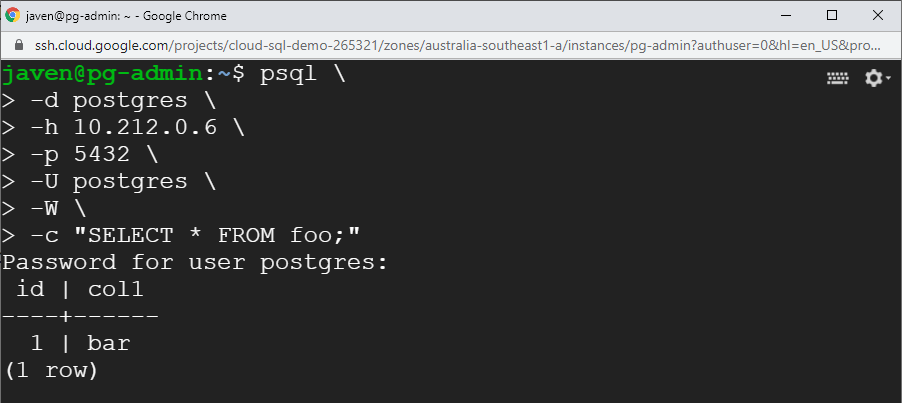 javen@pg-admin: ~ - Google Chrome
ssh.cloud.google.com/projects/cloud-sql-demo-265321/zones/australia-southeast1-a/instances/pg-admin?authuser=0&hl=en_US&pro...
javen@pg-admin:~$ psql \
> -d postgres \
> -h 10.212.0.6 \
> -p 5432 \
> -U postgres \
> -W \
> -c "SELECT * FROM foo;"
Password for user postgres:
 id | col1
----+------
  1 | bar
(1 row)